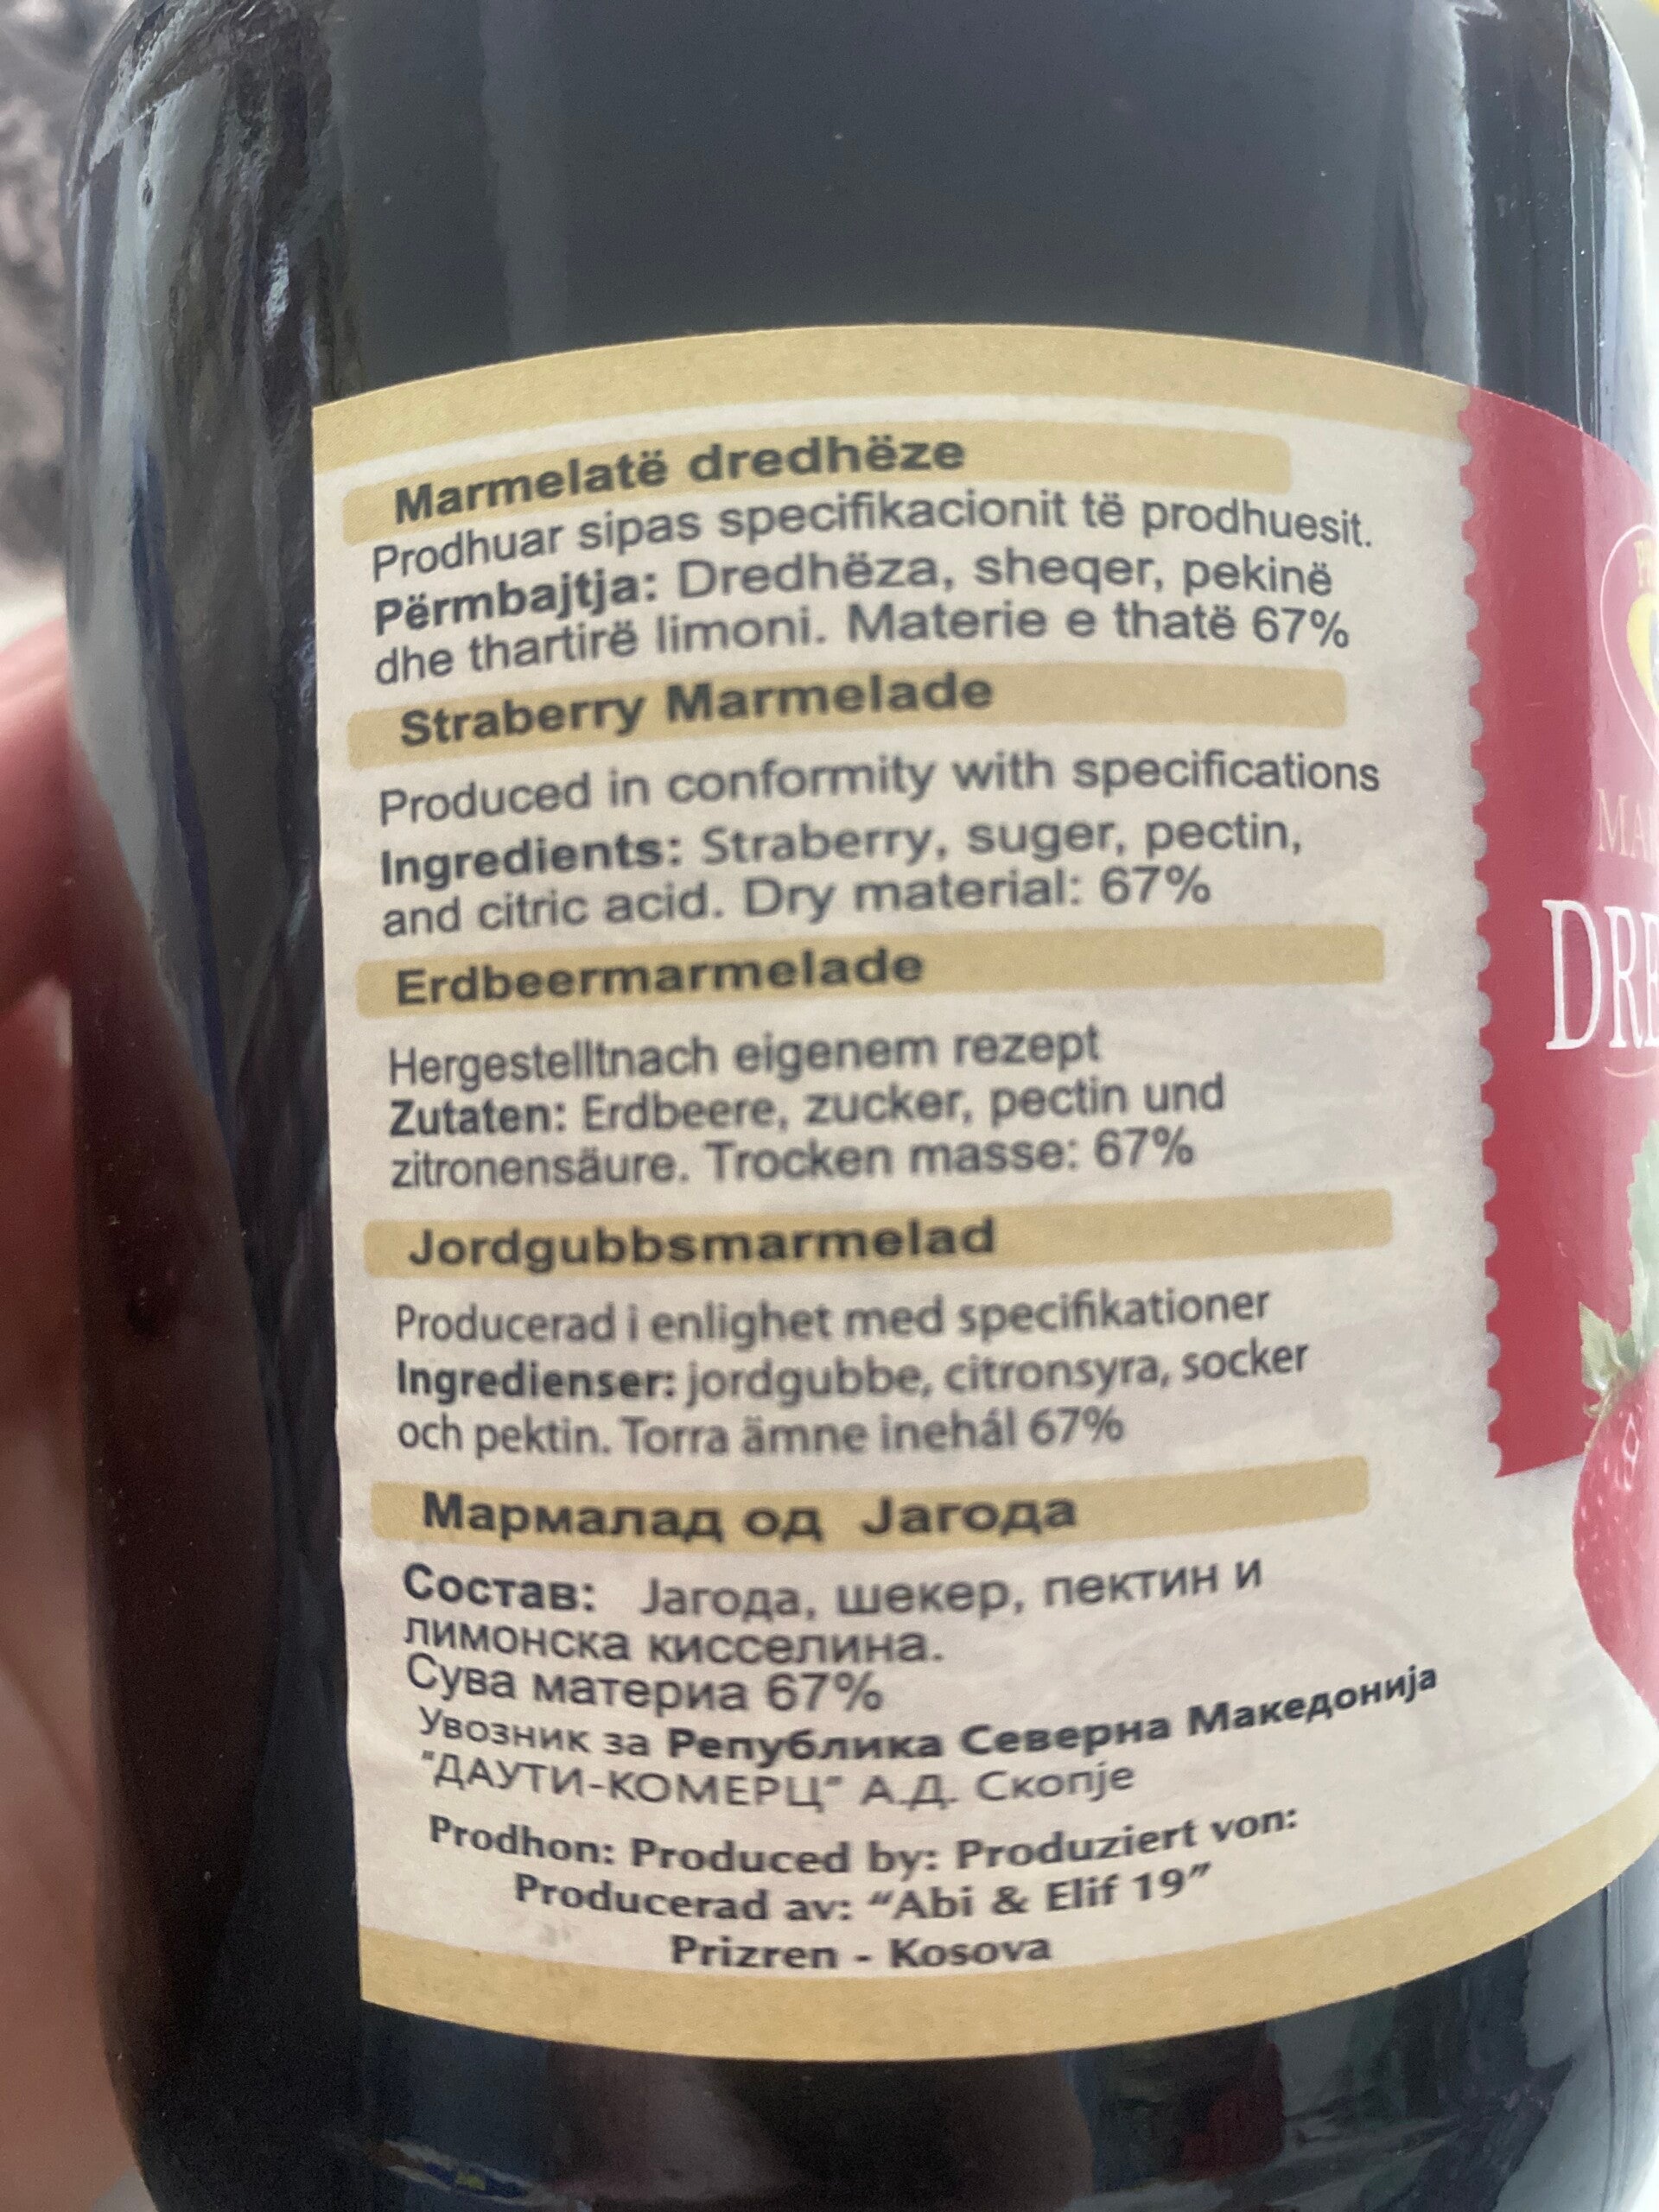 Marmelatë dredhëze
Prodhuar sipas specifikacionit të prodhuesit.
Përmbajtja: Dredhëza, sheqer, pekinë
dhe thartirë limoni. Materie e thatë 67%
Straberry Marmelade
Produced in conformity with specifications
Ingredients: Straberry, suger, pectin,
and citric acid. Dry material: 67%
Erdbeermarmelade
Hergestelltnach eigenem rezept
Zutaten: Erdbeere, zucker, pectin und
zitronensäure. Trocken masse: 67%
Jordgubbsmarmelad
Producerad i enlighet med specifikationer
Ingredienser: jordgubbe, citronsyra, socker
och pektin. Torra ämne inehál 67%
Мармалад од Јагода
Состав: Јагода, шекер, пектин и
лимонска кисселина.
Сува материа 67%
Увозник за Република Северна Македонија
"ДАУТИ-КОМЕРЦ" А.Д. Скопје
Prodhon: Produced by: Produziert von:
Producerad av: "Abi & Elif 19"
Prizren - Kosova